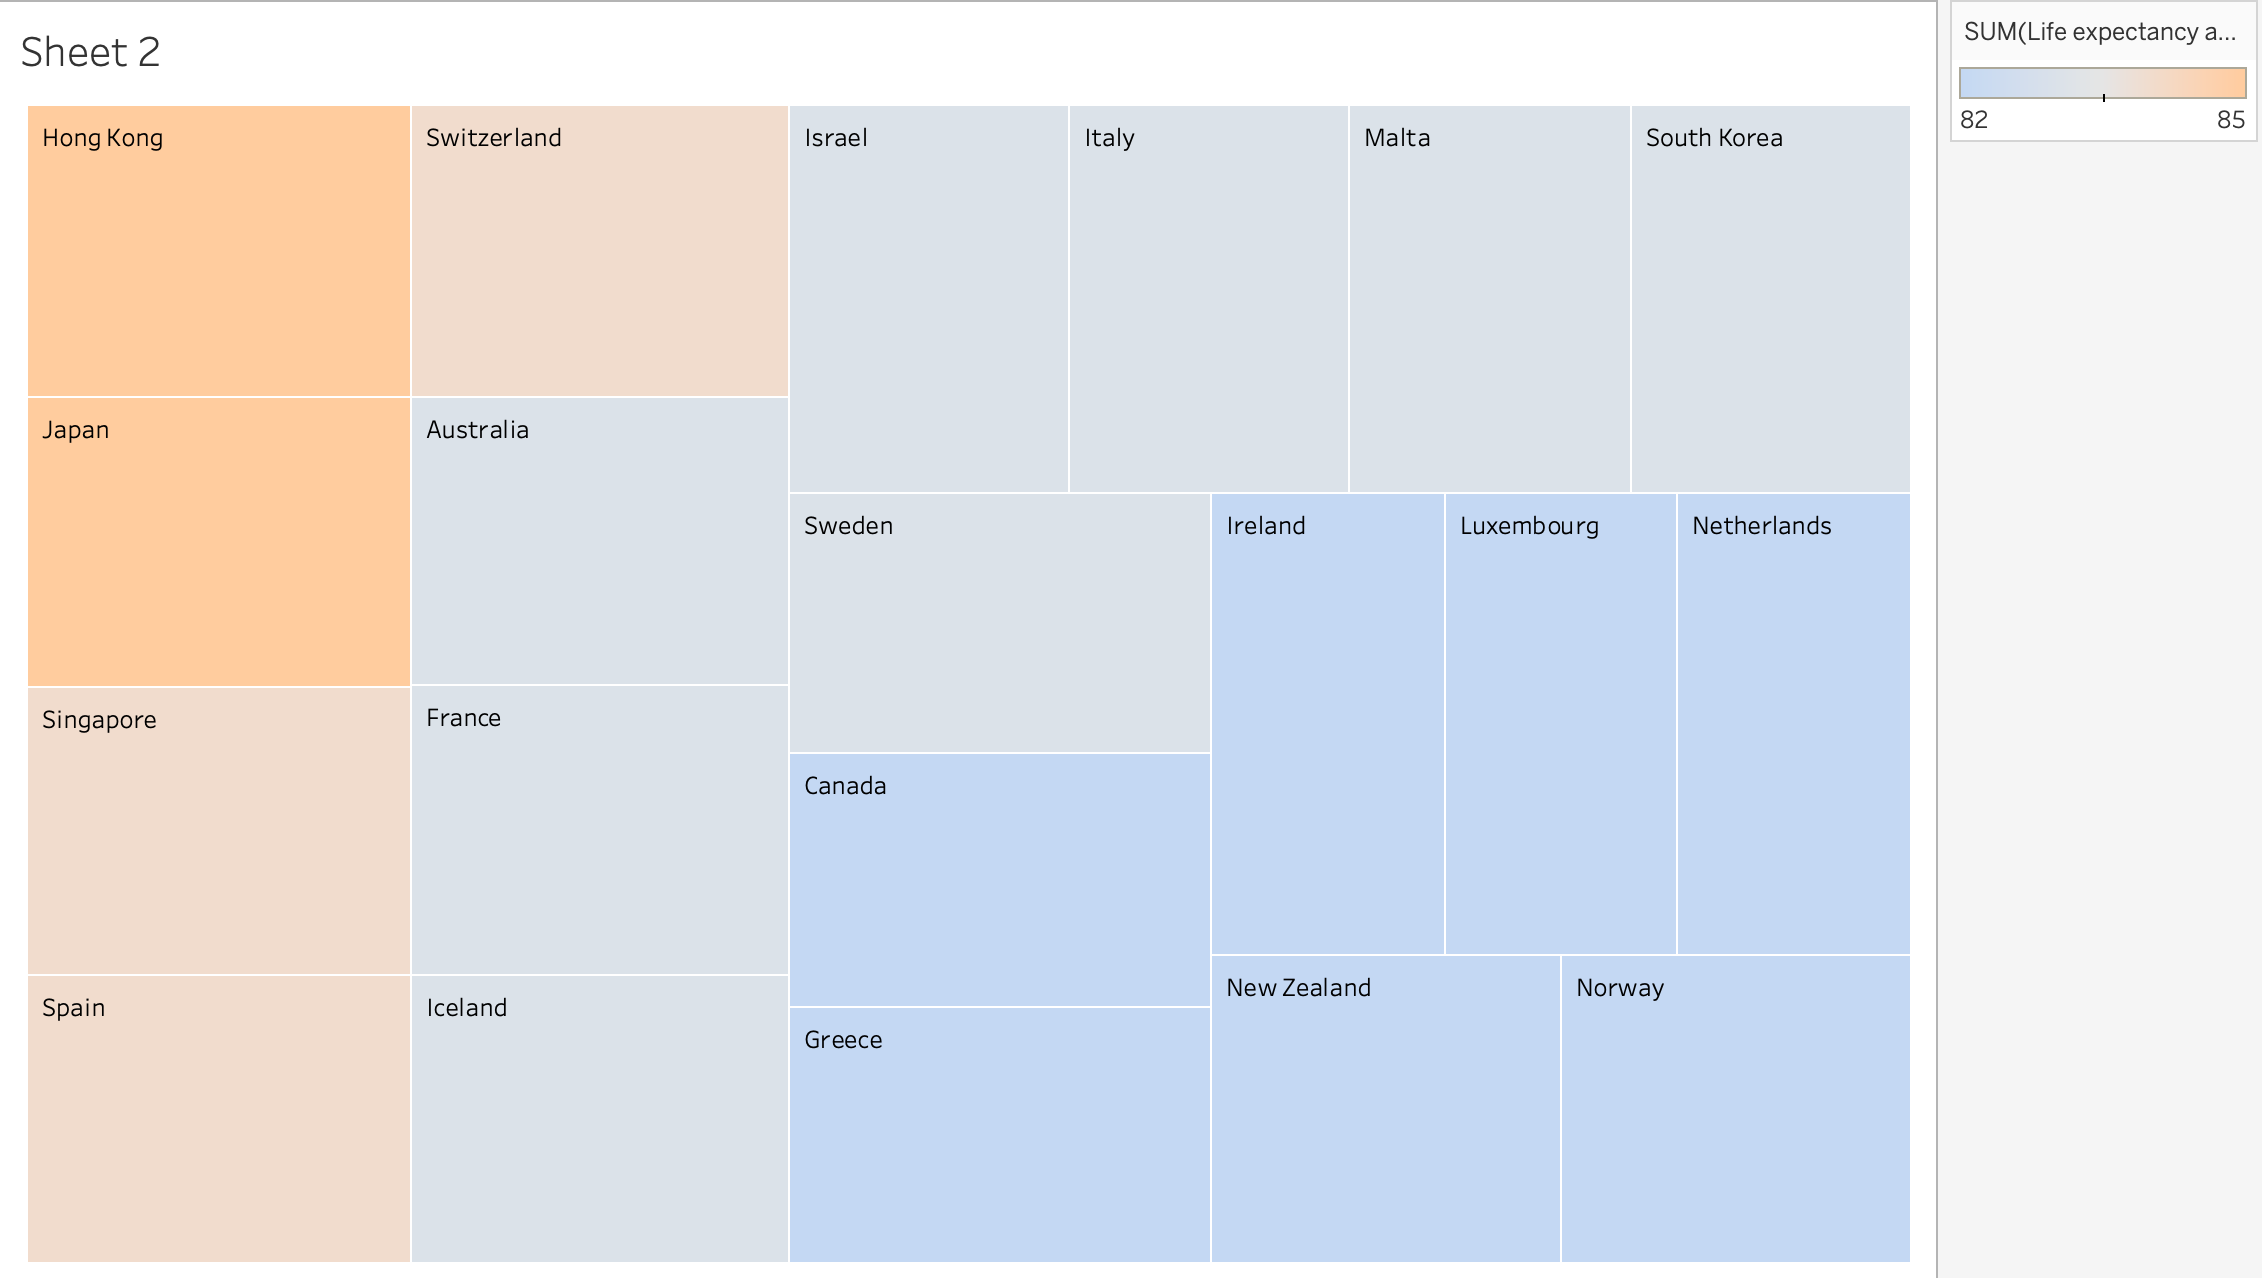 Sheet 2
SUM(Life expectancy a...
82 85
Hong Kong
Switzerland
Israel
Italy
Malta
South Korea
Japan
Australia
Sweden
Ireland
Luxembourg
Netherlands
Singapore
France
Canada
Spain
Iceland
Greece
New Zealand
Norway